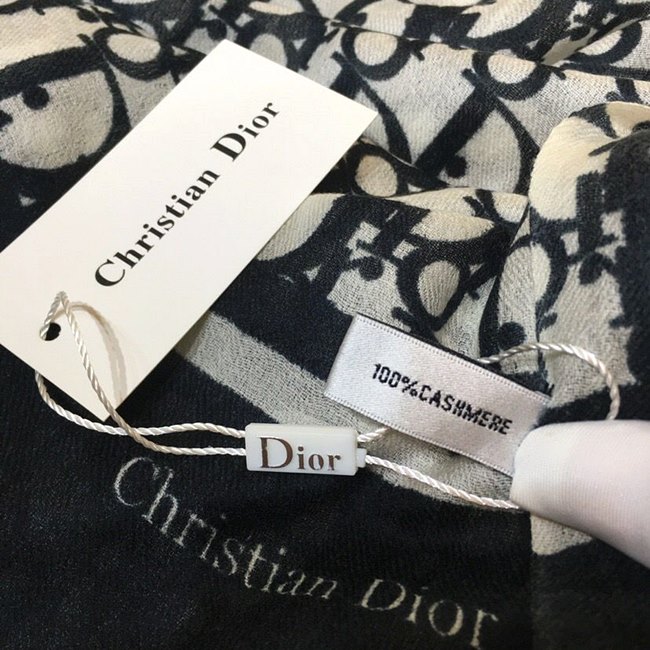 Christian Dior
100%CASHMERE
Dior
Christian Dior